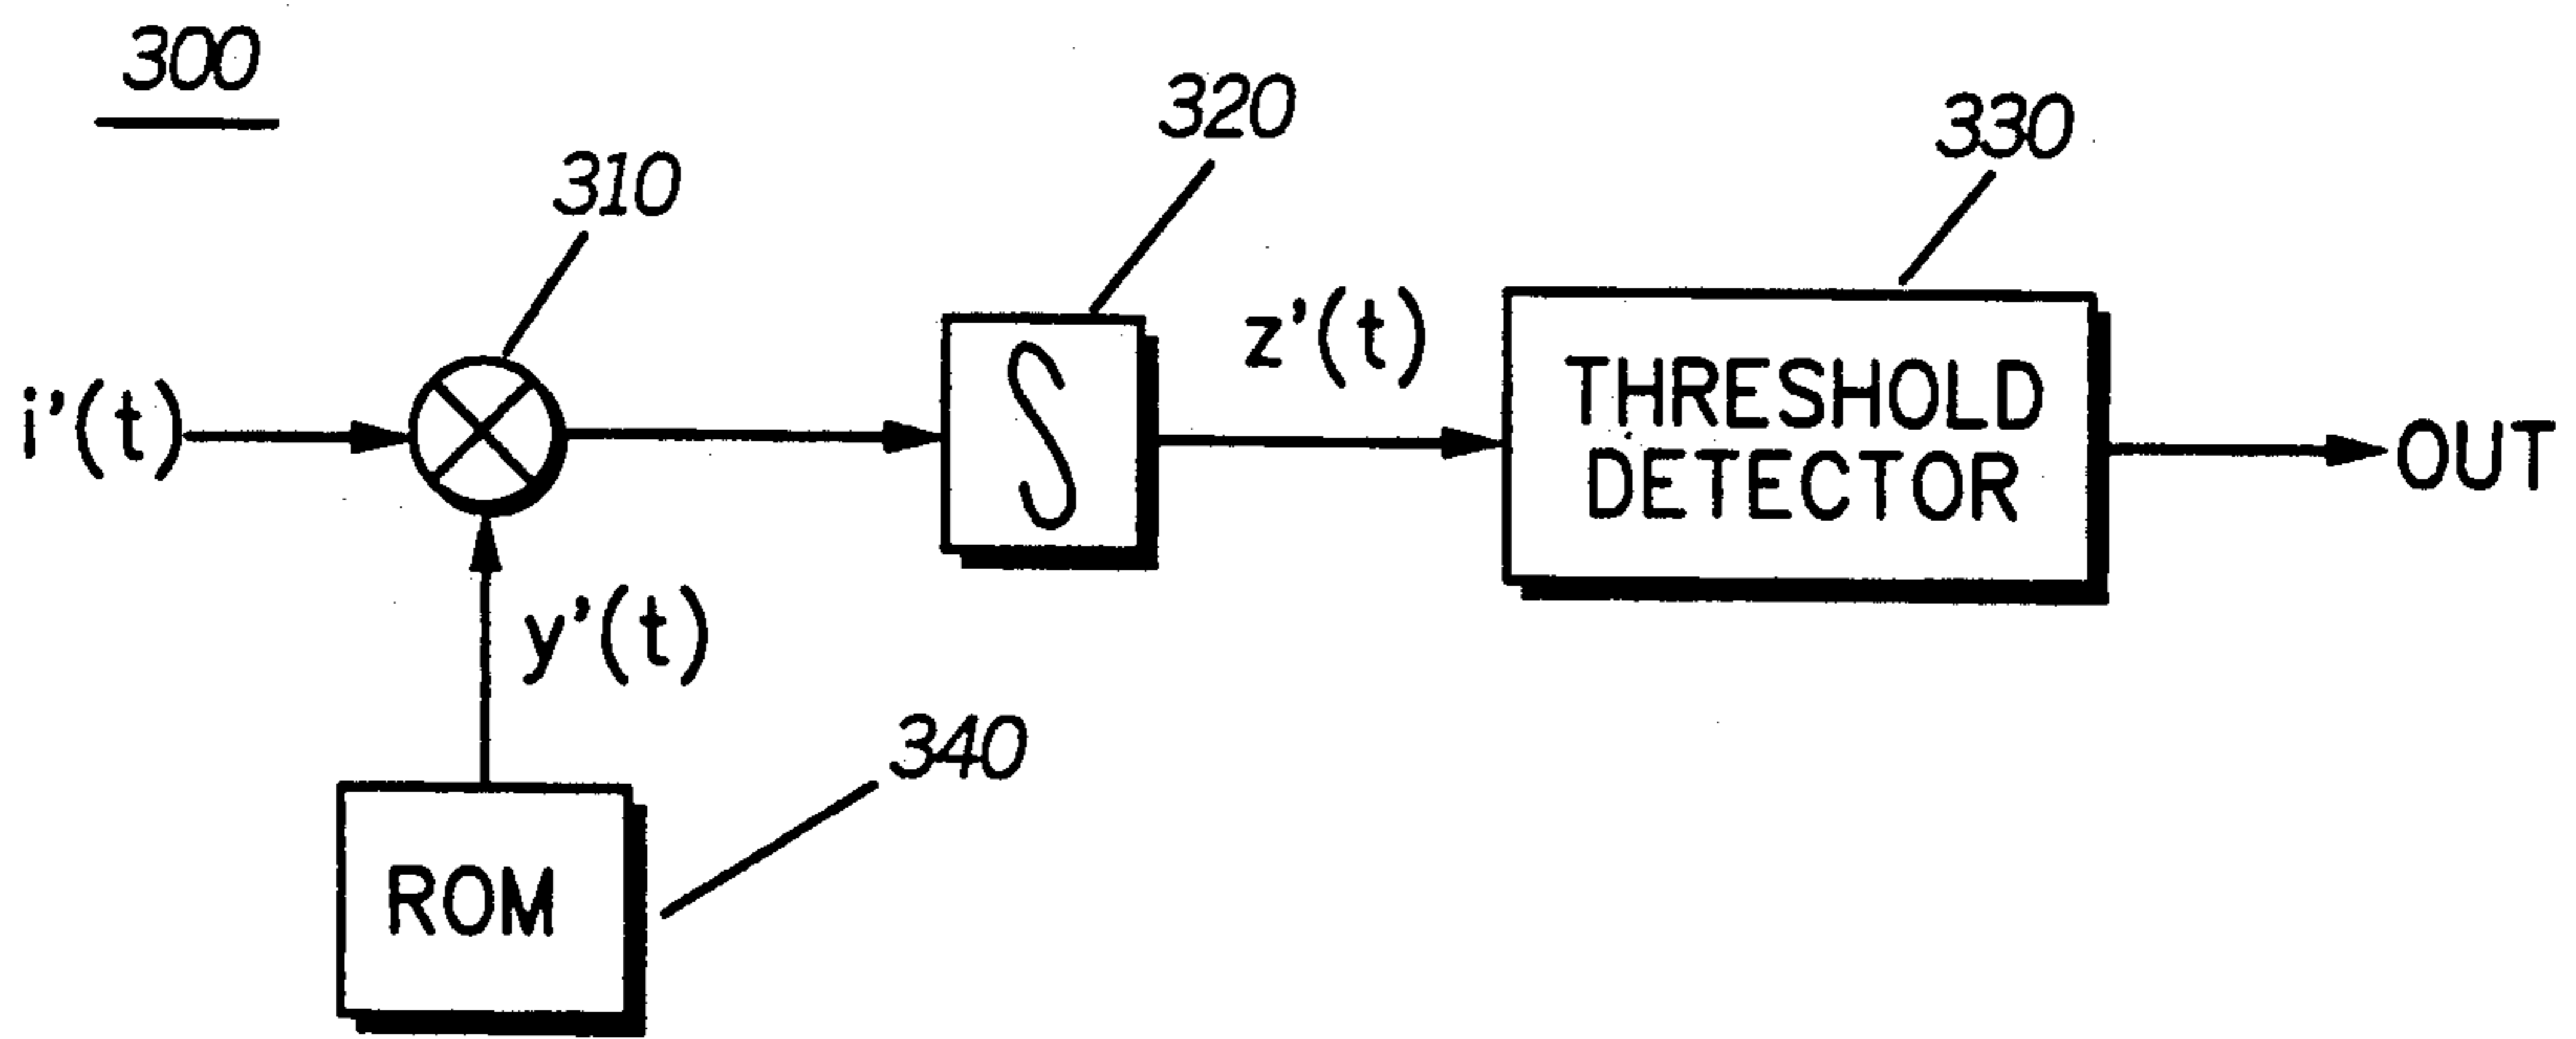 300
310
320
330
i'(t)
z'(t)
THRESHOLD
DETECTOR
OUT
y'(t)
340
ROM